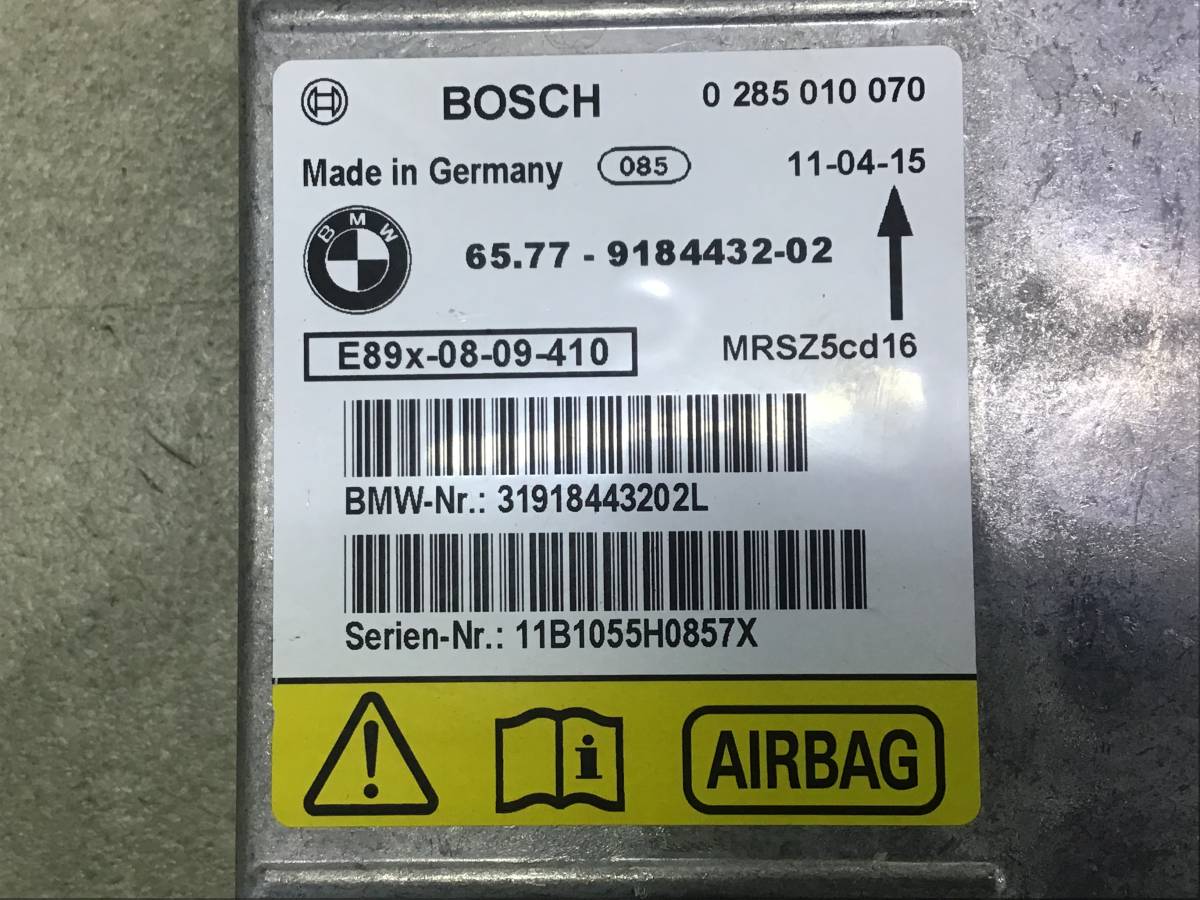 BOSCH 0 285 010 070
Made in Germany 085 11-04-15
BMW
65.77 - 9184432-02
E89x-08-09-410 MRSZ5cd16
BMW-Nr.: 31918443202L
Serien-Nr.: 11B1055H0857X
i AIRBAG